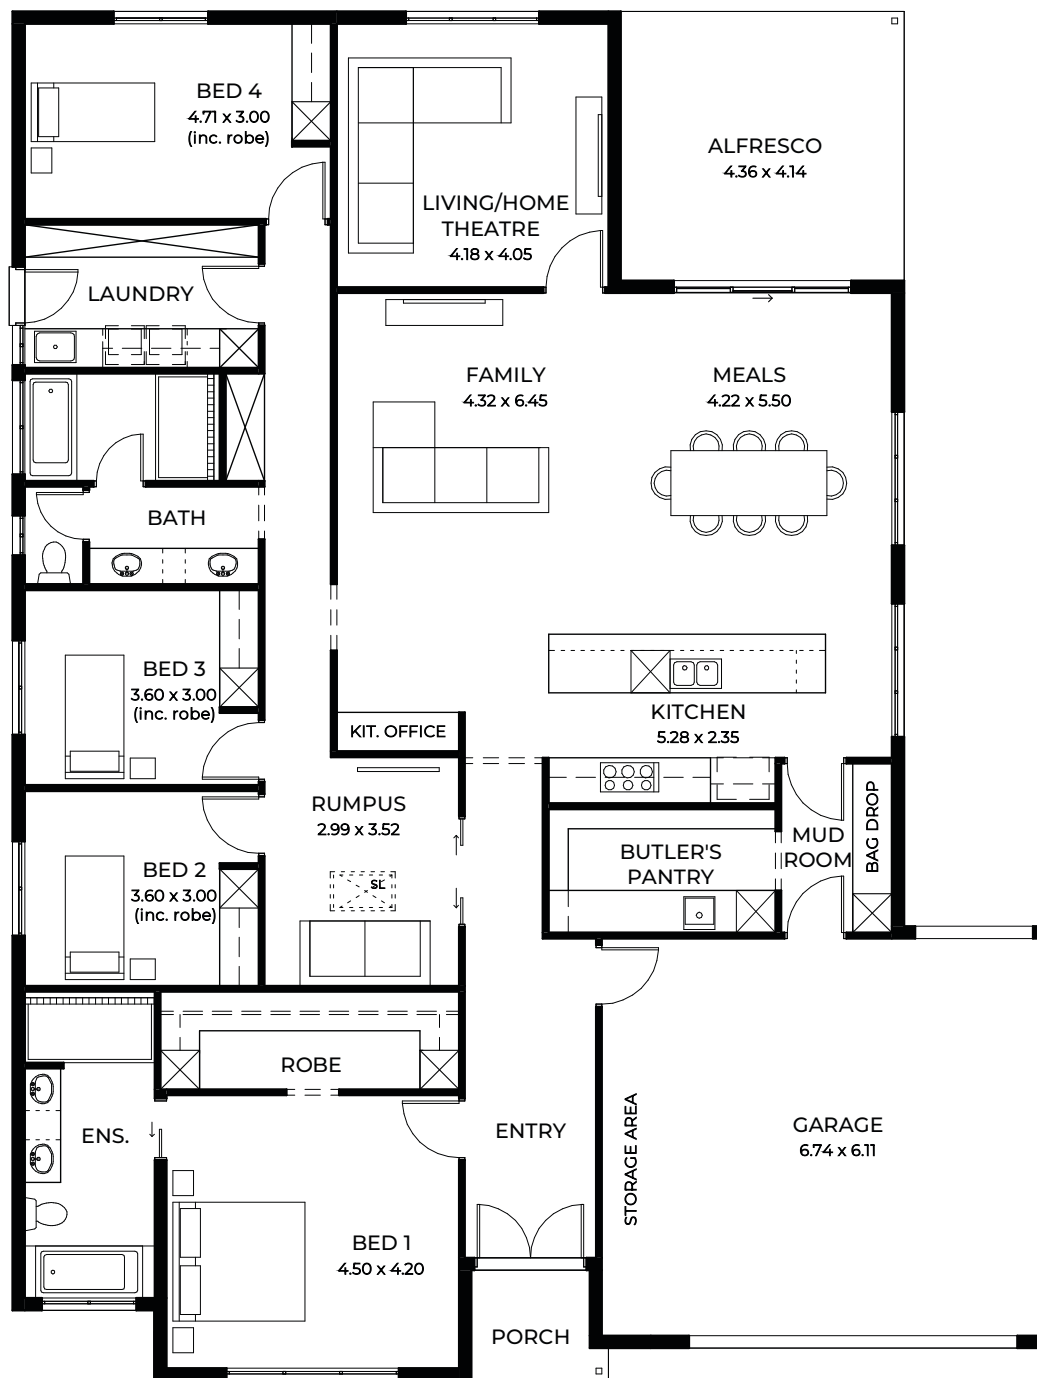 BED 4
4.71 x 3.00
(inc. robe)
LIVING/HOME
THEATRE
4.18 x 4.05
ALFRESCO
4.36 x 4.14
LAUNDRY
FAMILY
4.32 x 6.45
MEALS
4.22 x 5.50
BATH
BED 3
3.60 x 3.00
(inc. robe)
KIT. OFFICE
KITCHEN
5.28 x 2.35
RUMPUS
2.99 x 3.52
SL
BED 2
3.60 x 3.00
(inc. robe)
BUTLER'S
PANTRY
MUD
ROOM
BAG DROP
ROBE
ENS.
ENTRY
STORAGE AREA
GARAGE
6.74 x 6.11
BED 1
4.50 x 4.20
PORCH